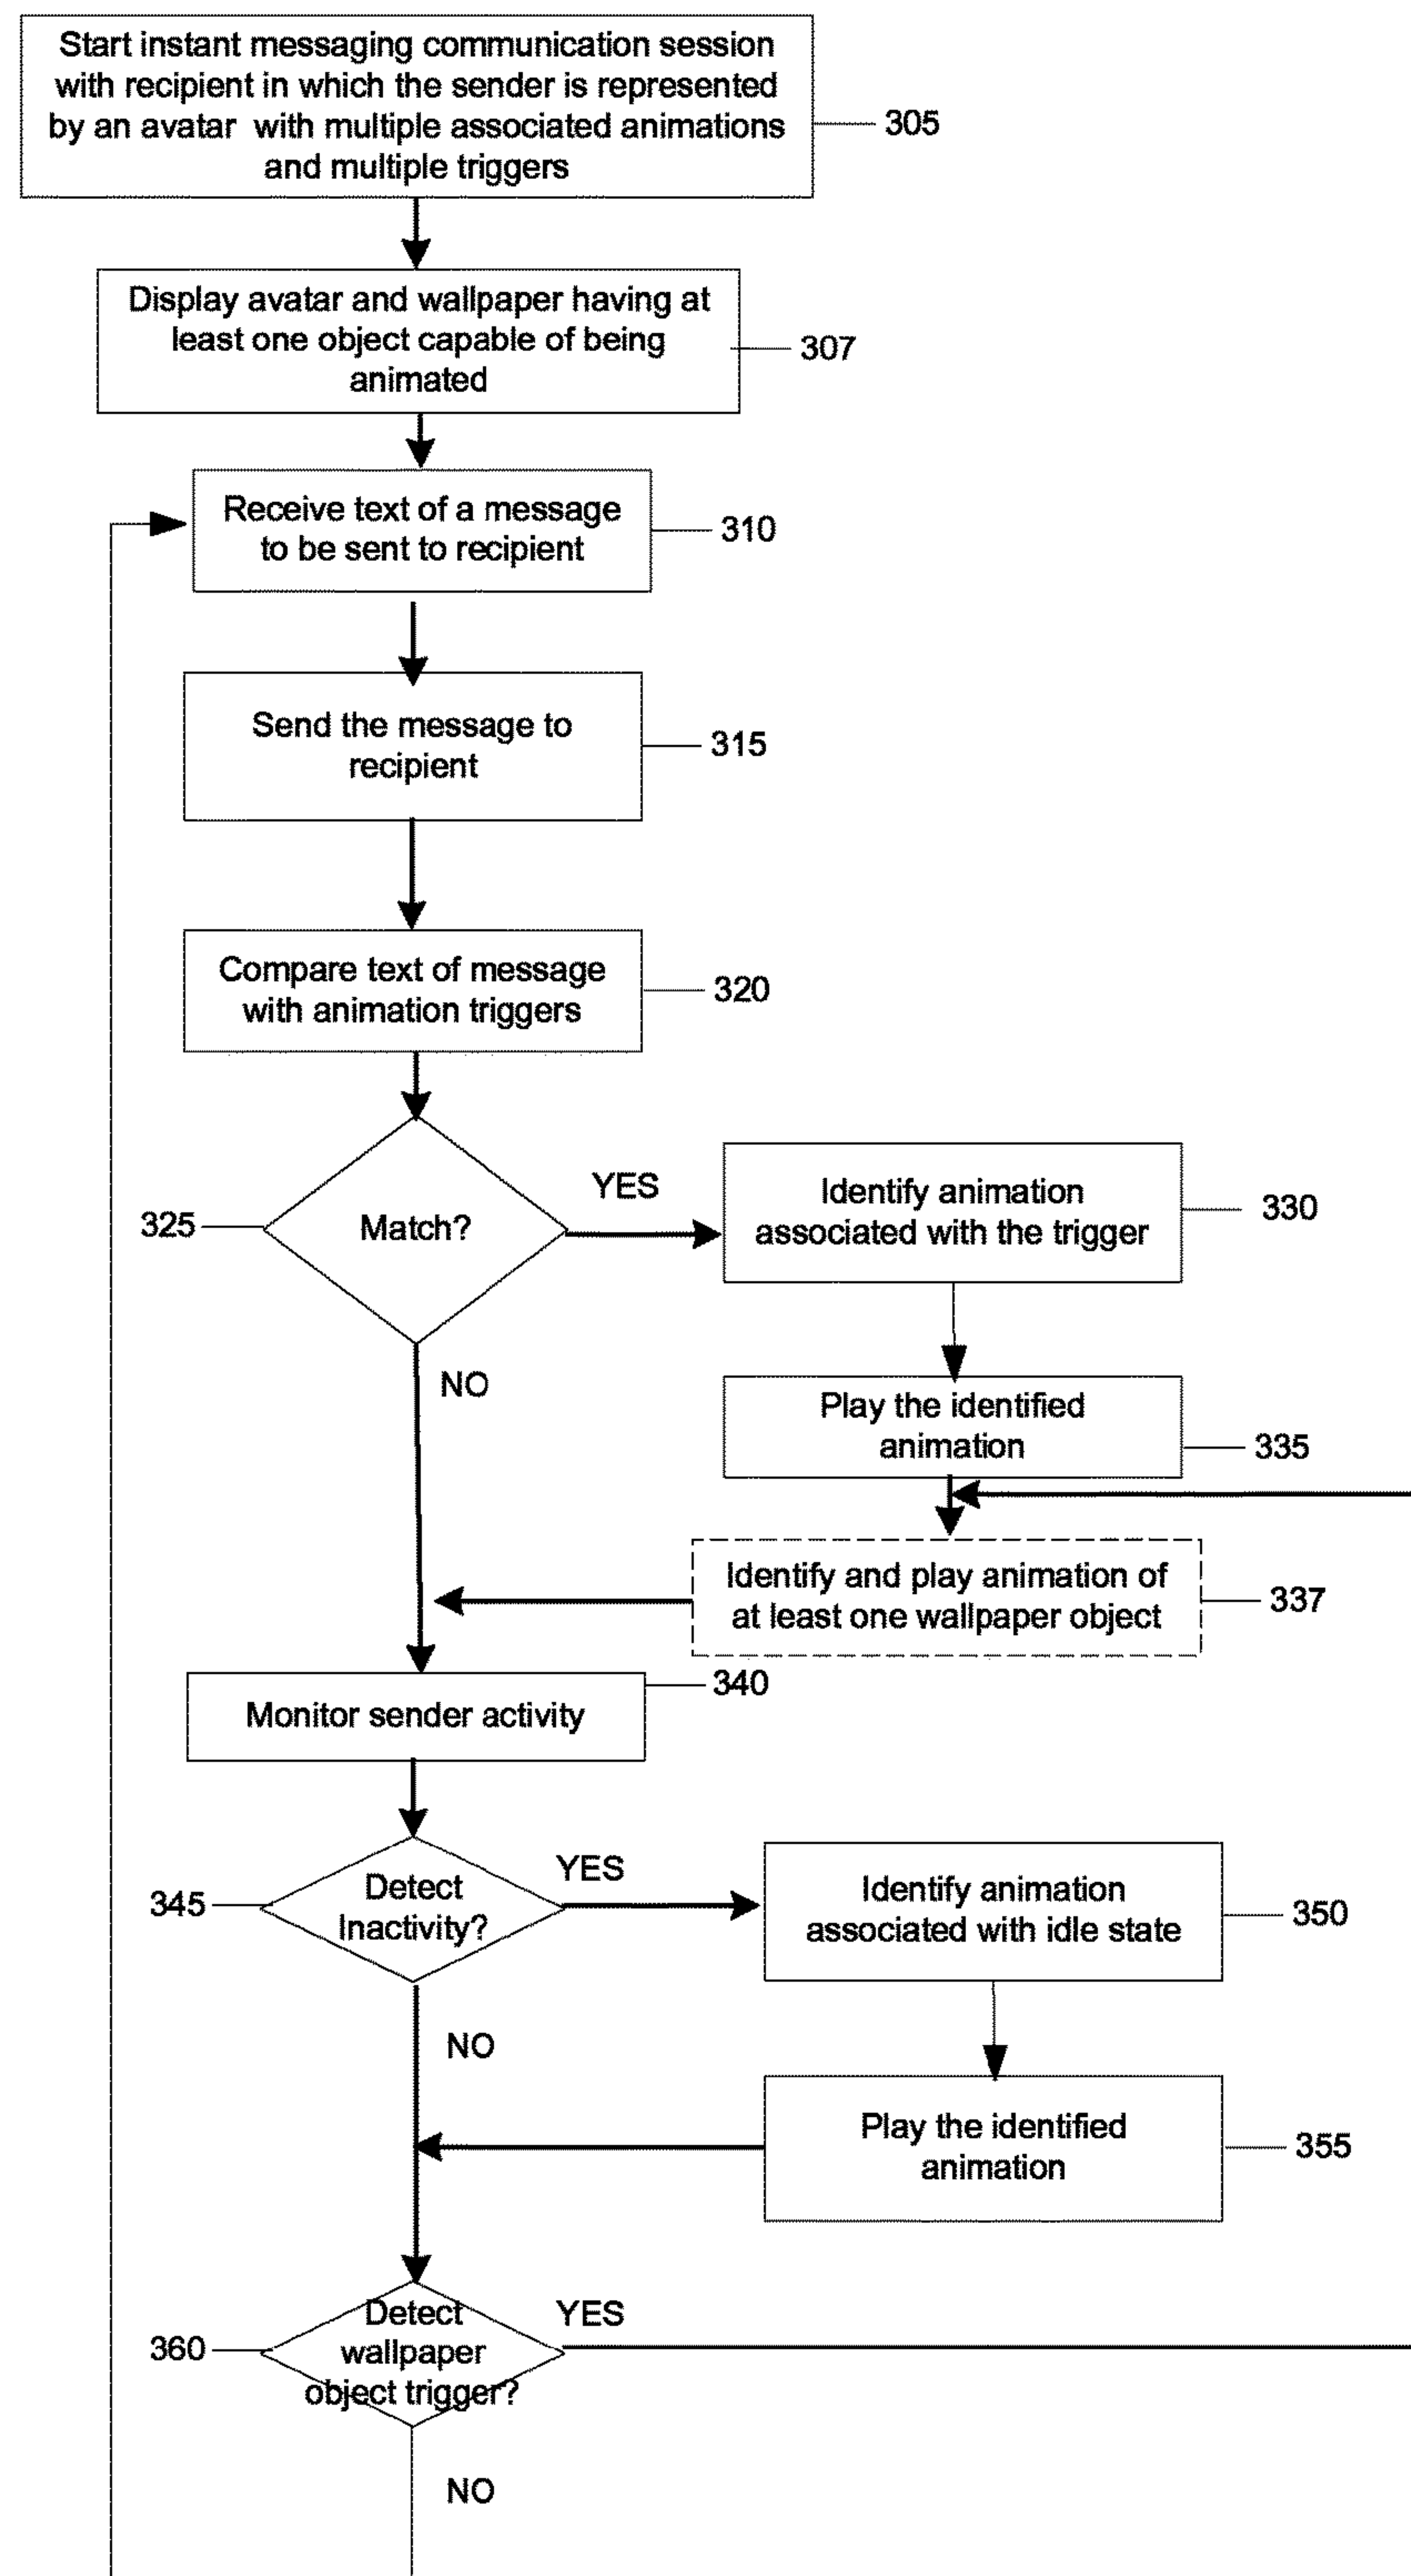 Start instant messaging communication session
with recipient in which the sender is represented
by an avatar with multiple associated animations
and multiple triggers
305
Display avatar and wallpaper having at
least one object capable of being
animated
307
Receive text of a message
to be sent to recipient
310
Send the message to
recipient
315
Compare text of message
with animation triggers
320
325
Match?
YES
Identify animation
associated with the trigger
330
NO
Play the identified
animation
335
Identify and play animation of
at least one wallpaper object
337
Monitor sender activity
340
345
Detect
Inactivity?
YES
Identify animation
associated with idle state
350
NO
Play the identified
animation
355
360
Detect
wallpaper
object trigger?
YES
NO